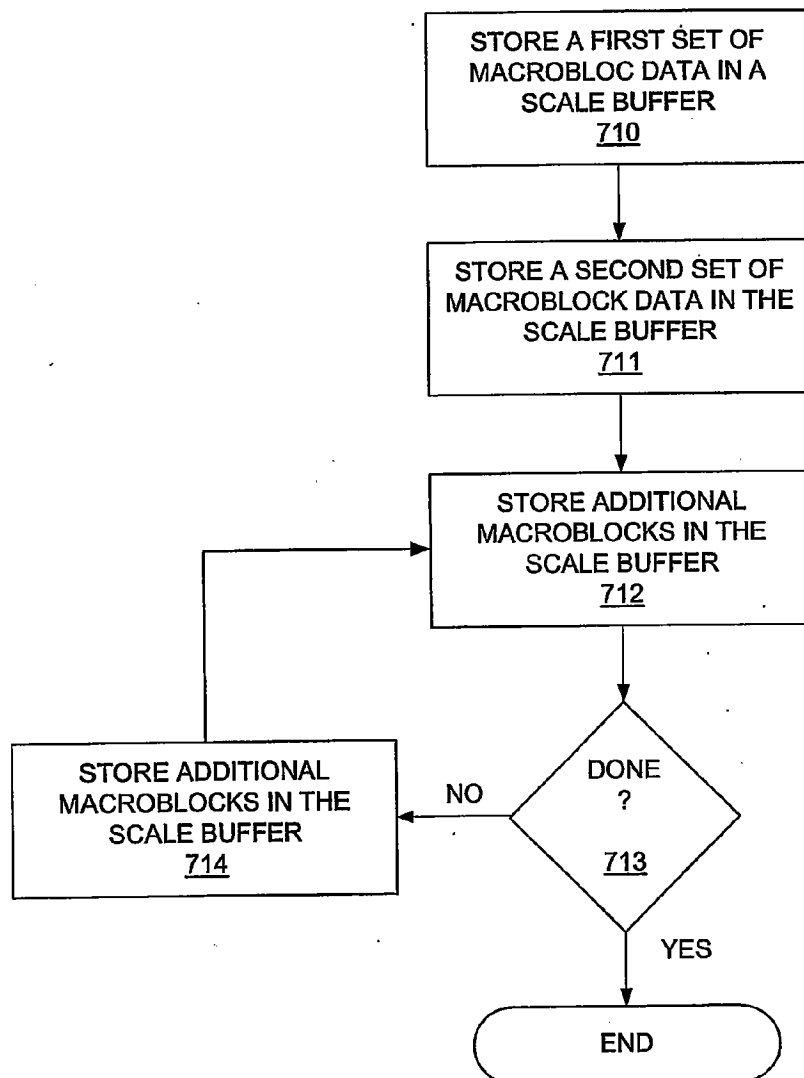 STORE A FIRST SET OF
MACROBLOC DATA IN A
SCALE BUFFER
710
STORE A SECOND SET OF
MACROBLOCK DATA IN THE
SCALE BUFFER
711
STORE ADDITIONAL
MACROBLOCKS IN THE
SCALE BUFFER
712
DONE
?
713
NO
STORE ADDITIONAL
MACROBLOCKS IN THE
SCALE BUFFER
714
YES
END